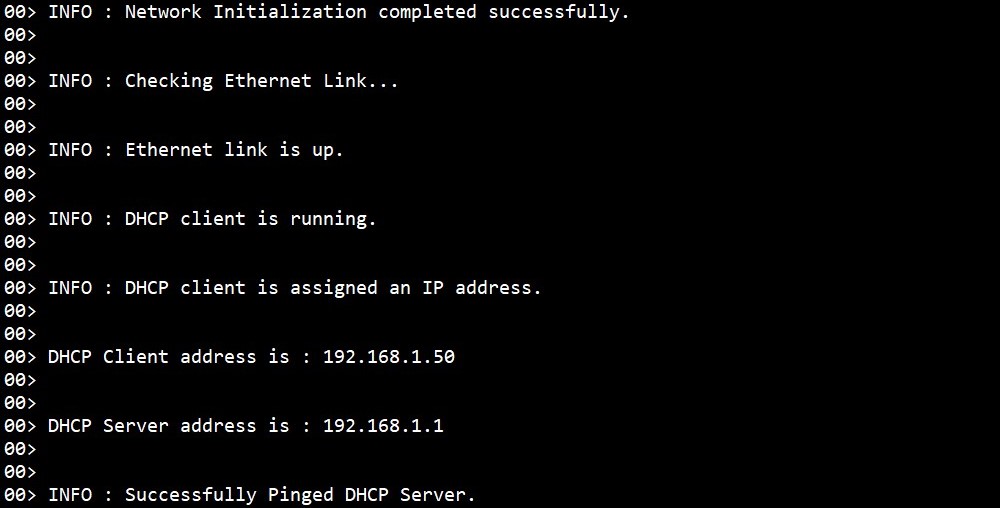 00> INFO : Network Initialization completed successfully.
00>
00>
00> INFO : Checking Ethernet Link...
00>
00>
00> INFO : Ethernet link is up.
00>
00>
00> INFO : DHCP client is running.
00>
00>
00> INFO : DHCP client is assigned an IP address.
00>
00>
00> DHCP Client address is : 192.168.1.50
00>
00>
00> DHCP Server address is : 192.168.1.1
00>
00>
00> INFO : Successfully Pinged DHCP Server.